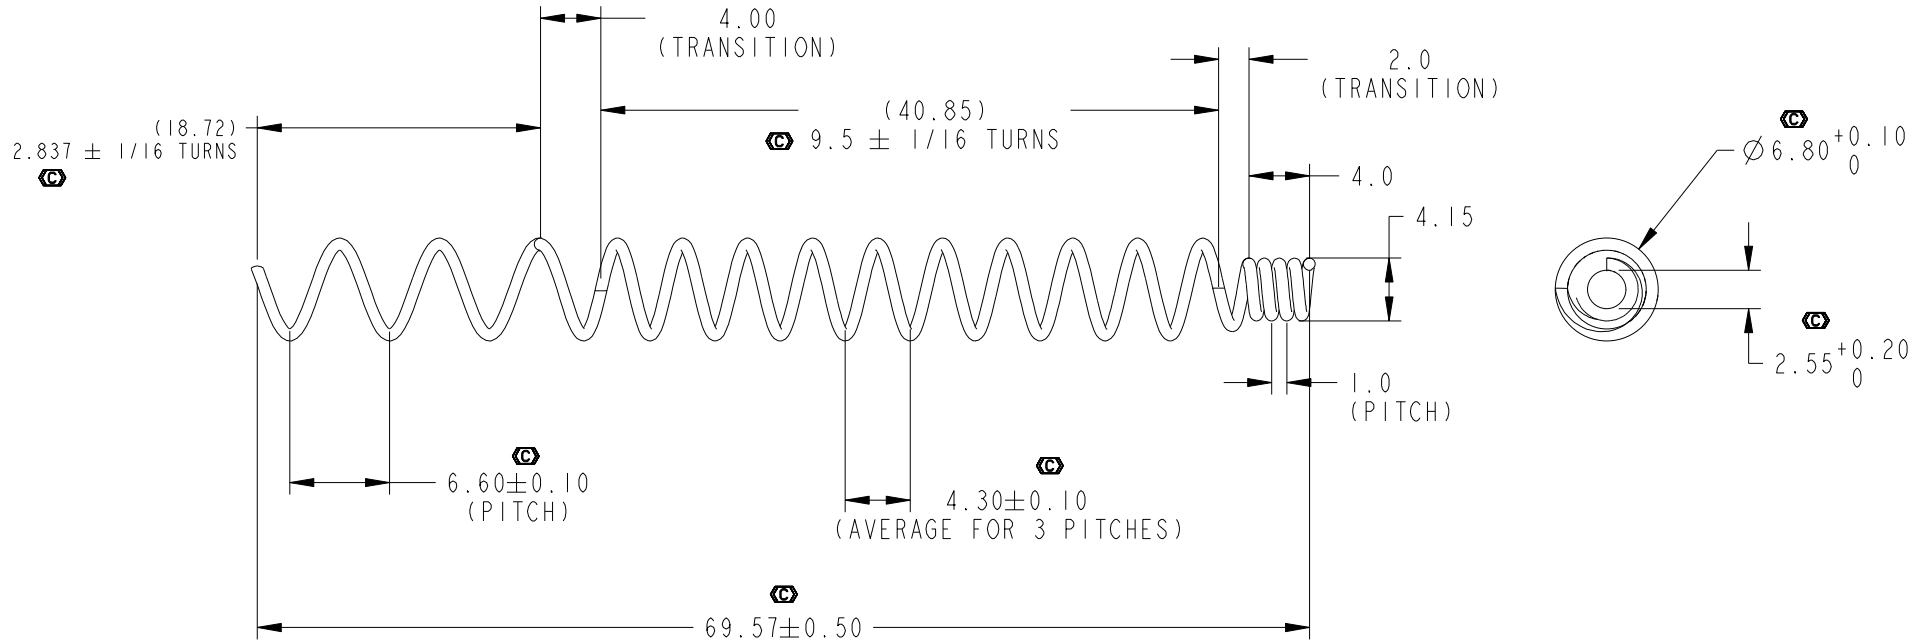 4.00
(TRANSITION)
2.0
(TRANSITION)
(40.85)
C 9.5 ± 1/16 TURNS
(18.72)
2.837 ± 1/16 TURNS
C
C
Ø6.80 +0.10
0
4.0
4.15
C
2.55 +0.20
0
1.0
(PITCH)
C
6.60±0.10
(PITCH)
C
4.30±0.10
(AVERAGE FOR 3 PITCHES)
C
69.57±0.50